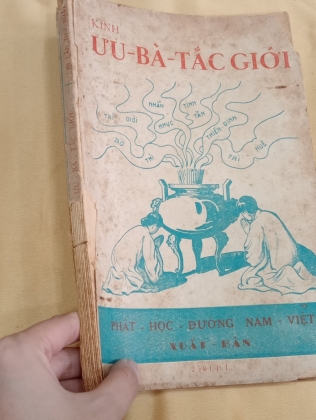 KINH
ƯU-BÀ-TẮC GIỚI
TRÌ GIỚI
NHẪN NHỤC
TINH TẤN
THIỀN ĐỊNH
BỐ THÍ
TRÍ HUỆ
PHẬT - HỌC - ĐƯỜNG NAM - VIỆT
XUẤT - BẢN